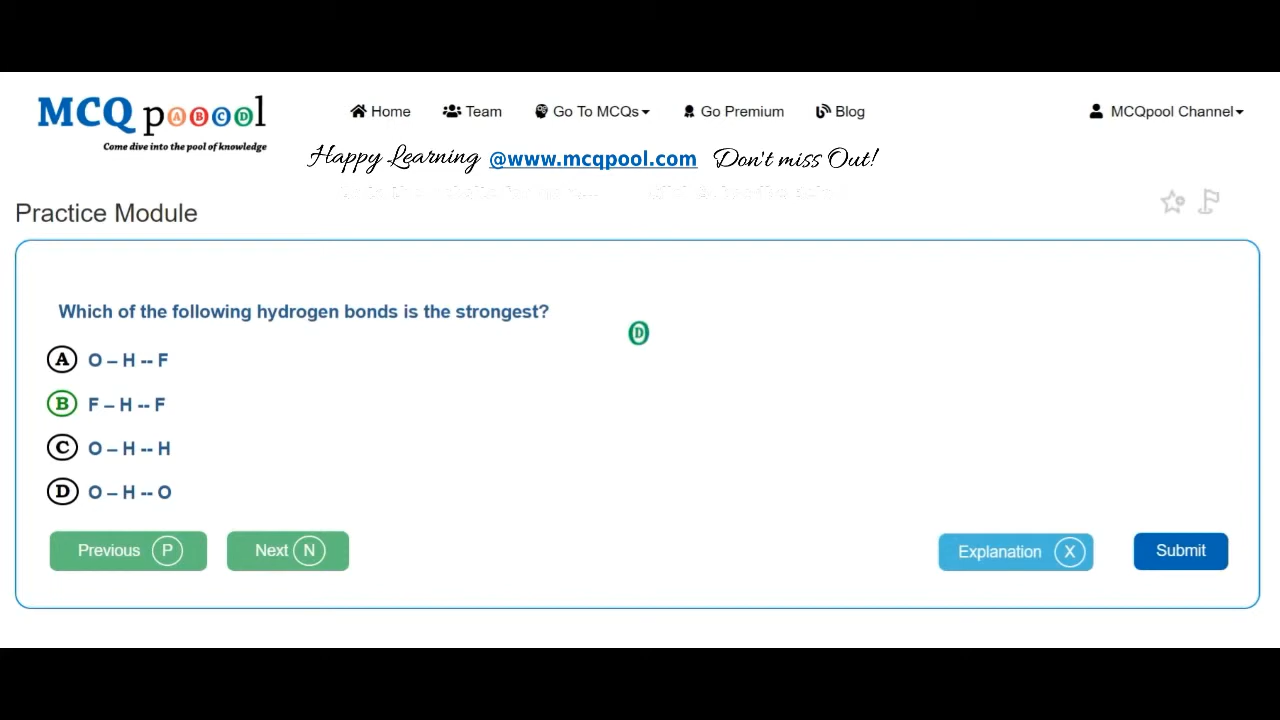 MCQ pooool
Come dive into the pool of knowledge
Home Team Go To MCQs Go Premium Blog MCQpool Channel
Happy Learning @www.mcqpool.com Don't miss Out!
Practice Module
Which of the following hydrogen bonds is the strongest?
D
A O – H -- F
B F – H -- F
C O – H -- H
D O – H -- O
Previous P Next N Explanation X Submit